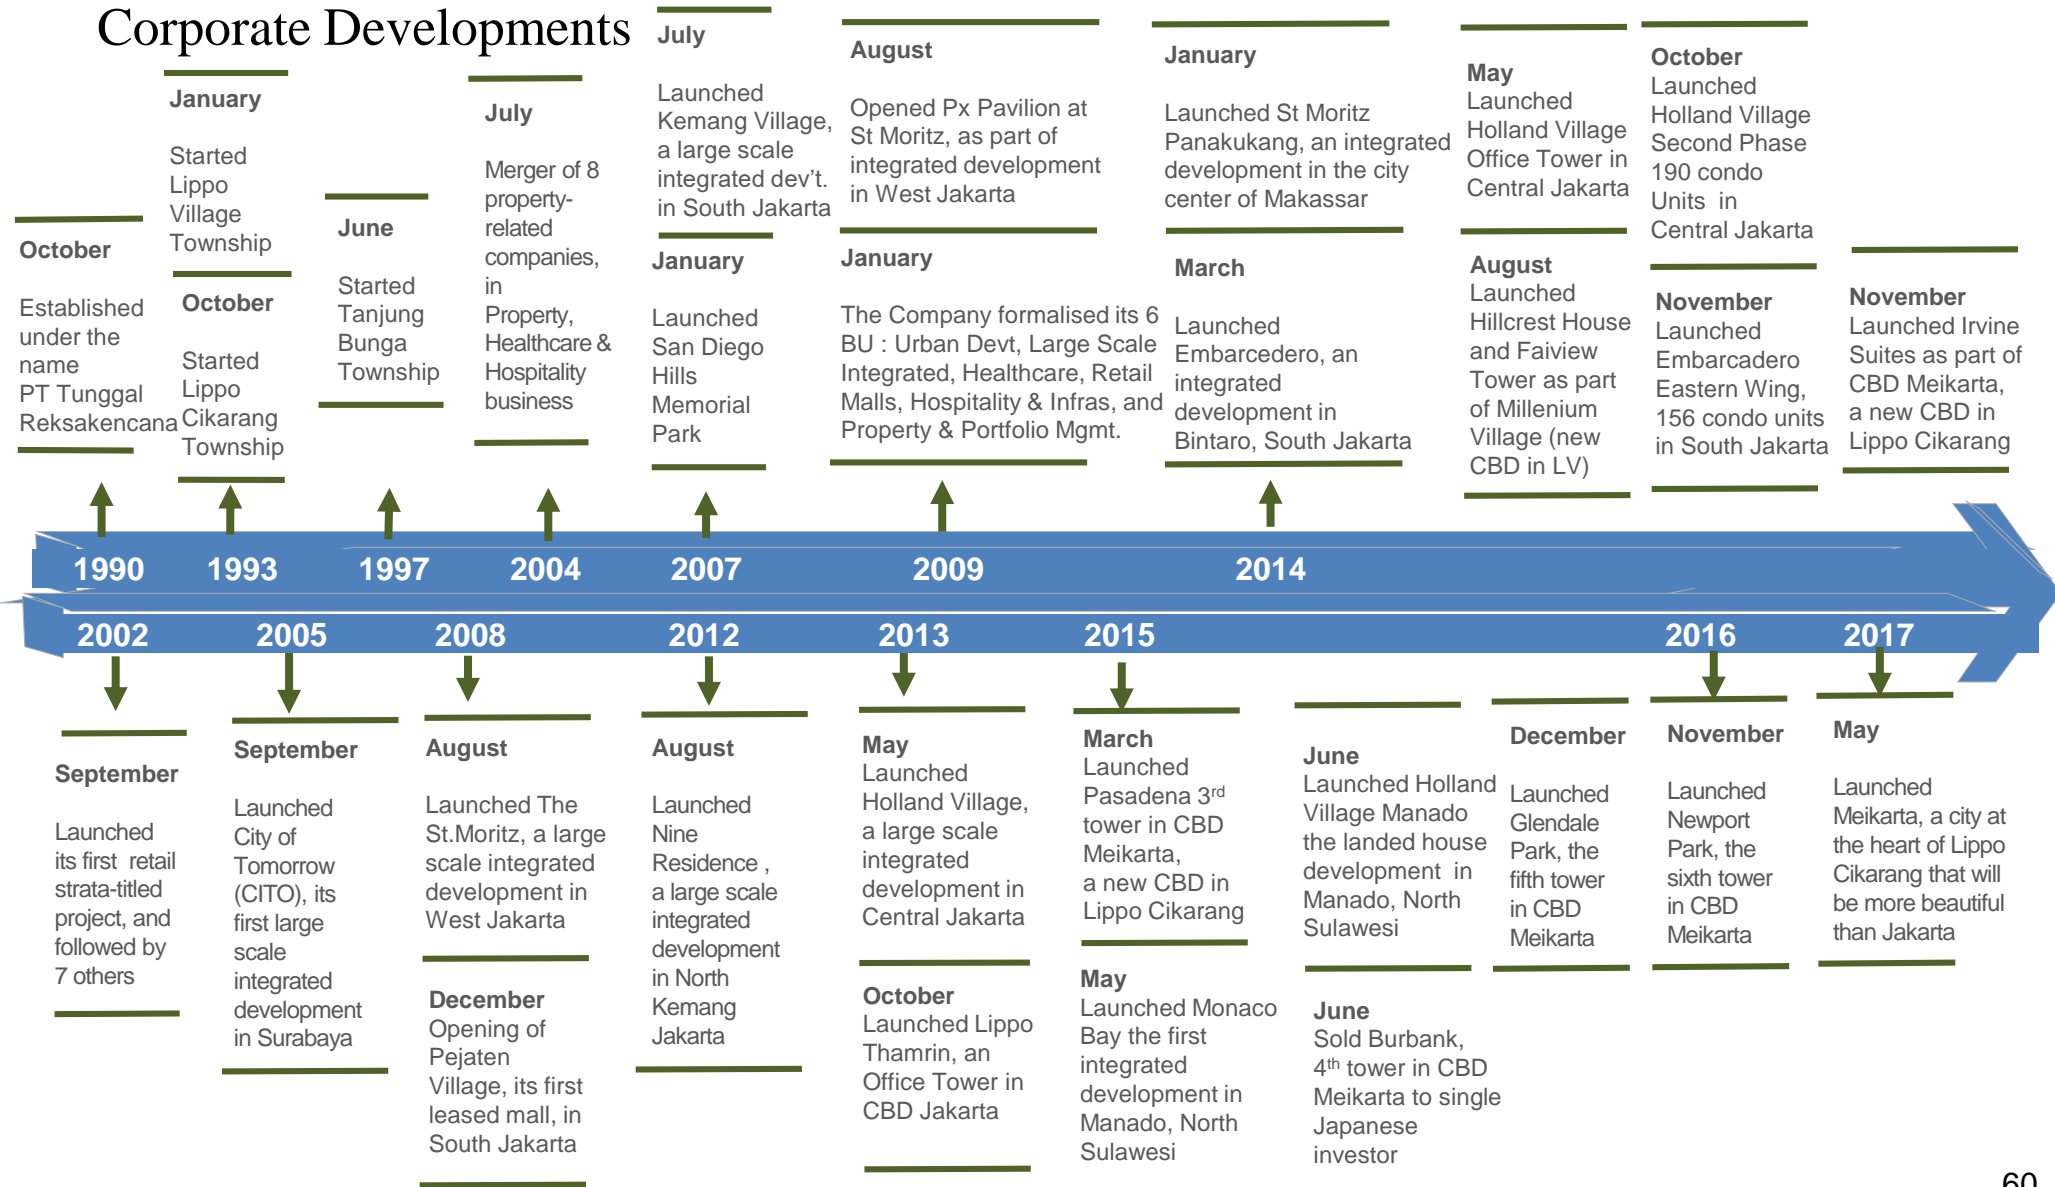 Corporate Developments
October
Established
under the
name
PT Tunggal
Reksakencana
January
Started
Lippo
Village
Township
October
Started
Lippo
Cikarang
Township
June
Started
Tanjung
Bunga
Township
July
Merger of 8
property-
related
companies,
in
Property,
Healthcare &
Hospitality
business
July
Launched
Kemang Village,
a large scale
integrated dev't.
in South Jakarta
January
Launched
San Diego
Hills
Memorial
Park
August
Opened Px Pavilion at
St Moritz, as part of
integrated development
in West Jakarta
January
The Company formalised its 6
BU : Urban Devt, Large Scale
Integrated, Healthcare, Retail
Malls, Hospitality & Infras, and
Property & Portfolio Mgmt.
January
Launched St Moritz
Panakukang, an integrated
development in the city
center of Makassar
March
Launched
Embarcedero, an
integrated
development in
Bintaro, South Jakarta
May
Launched
Holland Village
Office Tower in
Central Jakarta
August
Launched
Hillcrest House
and Faiview
Tower as part
of Millenium
Village (new
CBD in LV)
October
Launched
Holland Village
Second Phase
190 condo
Units in
Central Jakarta
November
Launched
Embarcadero
Eastern Wing,
156 condo units
in South Jakarta
November
Launched Irvine
Suites as part of
CBD Meikarta,
a new CBD in
Lippo Cikarang
1990 1993 1997 2004 2007 2009 2014
2002 2005 2008 2012 2013 2015 2016 2017
September
Launched
its first retail
strata-titled
project, and
followed by
7 others
September
Launched
City of
Tomorrow
(CITO), its
first large
scale
integrated
development
in Surabaya
August
Launched The
St.Moritz, a large
scale integrated
development in
West Jakarta
December
Opening of
Pejaten
Village, its first
leased mall, in
South Jakarta
August
Launched
Nine
Residence ,
a large scale
integrated
development
in North
Kemang
Jakarta
May
Launched
Holland Village,
a large scale
integrated
development in
Central Jakarta
October
Launched Lippo
Thamrin, an
Office Tower in
CBD Jakarta
March
Launched
Pasadena 3rd
tower in CBD
Meikarta,
a new CBD in
Lippo Cikarang
May
Launched Monaco
Bay the first
integrated
development in
Manado, North
Sulawesi
June
Launched Holland
Village Manado
the landed house
development in
Manado, North
Sulawesi
June
Sold Burbank,
4th tower in CBD
Meikarta to single
Japanese
investor
December
Launched
Glendale
Park, the
fifth tower
in CBD
Meikarta
November
Launched
Newport
Park, the
sixth tower
in CBD
Meikarta
May
Launched
Meikarta, a city at
the heart of Lippo
Cikarang that will
be more beautiful
than Jakarta
60